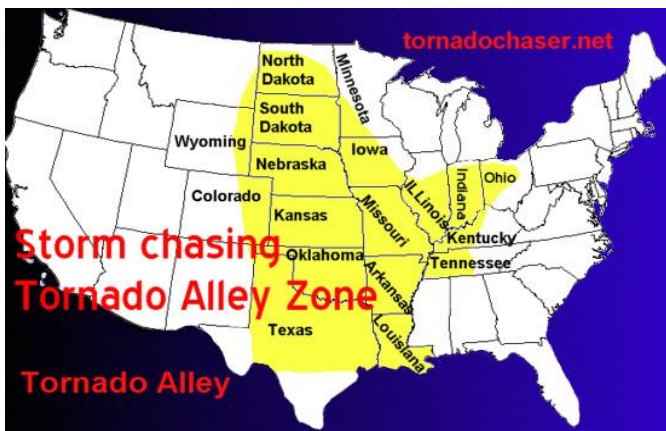 tornadochaser.net
North
Dakota
Minnesota
South
Dakota
Wyoming
Iowa
Nebraska
ILLinois
Indiana
Ohio
Colorado
Kansas
Missouri
Kentucky
Storm chasing
Oklahoma
Tennessee
Arkansas
Tornado Alley Zone
Texas
Louisiana
Tornado Alley